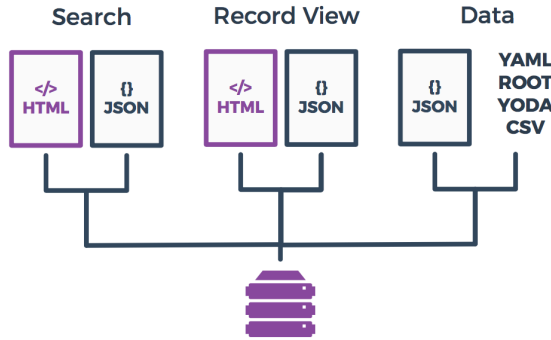 Search
Record View
Data
</>
HTML
{}
JSON
</>
HTML
{}
JSON
{}
JSON
YAML
ROOT
YODA
CSV